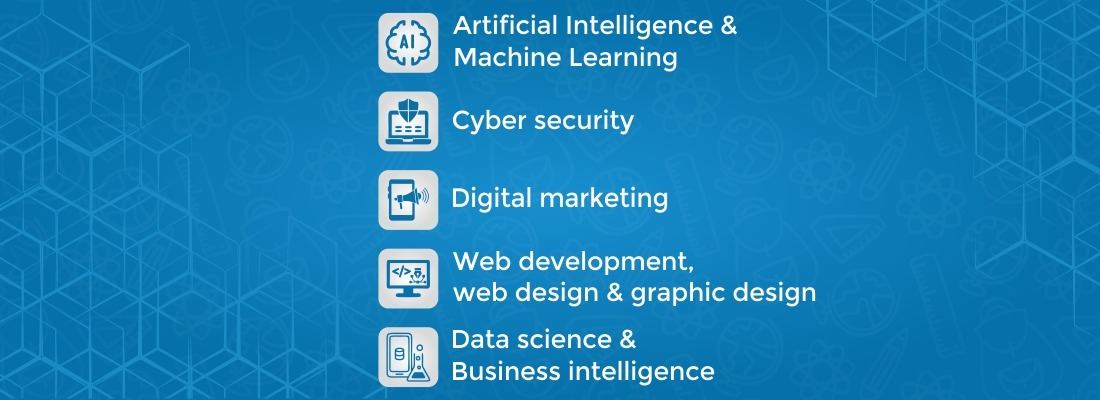 AI
Artificial Intelligence &
Machine Learning
Cyber security
Digital marketing
</>
Web development,
web design & graphic design
Data science &
Business intelligence